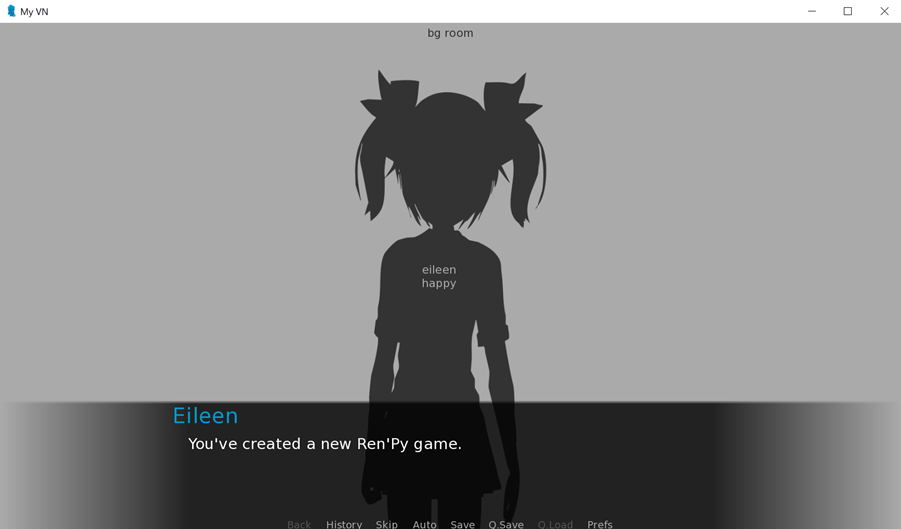 My VN
bg room
eileen
happy
Eileen
You've created a new Ren'Py game.
Back History Skip Auto Save Q.Save Q.Load Prefs